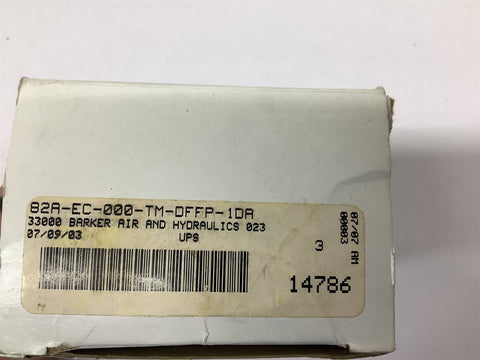 82A-EC-000-TM-DFFP-1DA
33000 BARKER AIR AND HYDRAULICS 023
07/09/03 UPS
3
14786
07/07 AM
00003